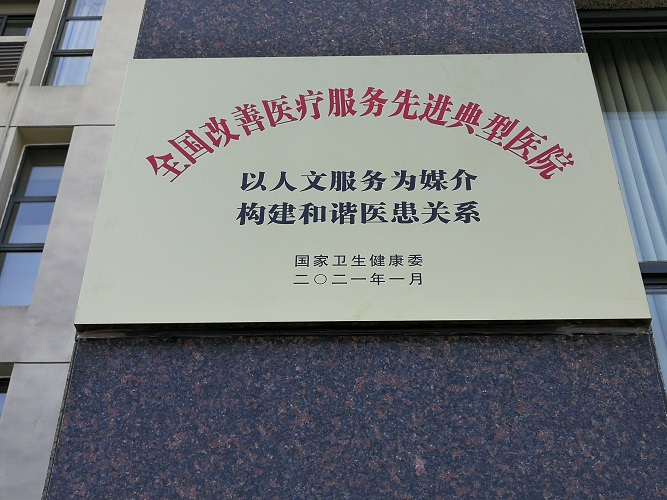 全国改善医疗服务先进典型医院
以人文服务为媒介
构建和谐医患关系
国家卫生健康委
二〇二一年一月